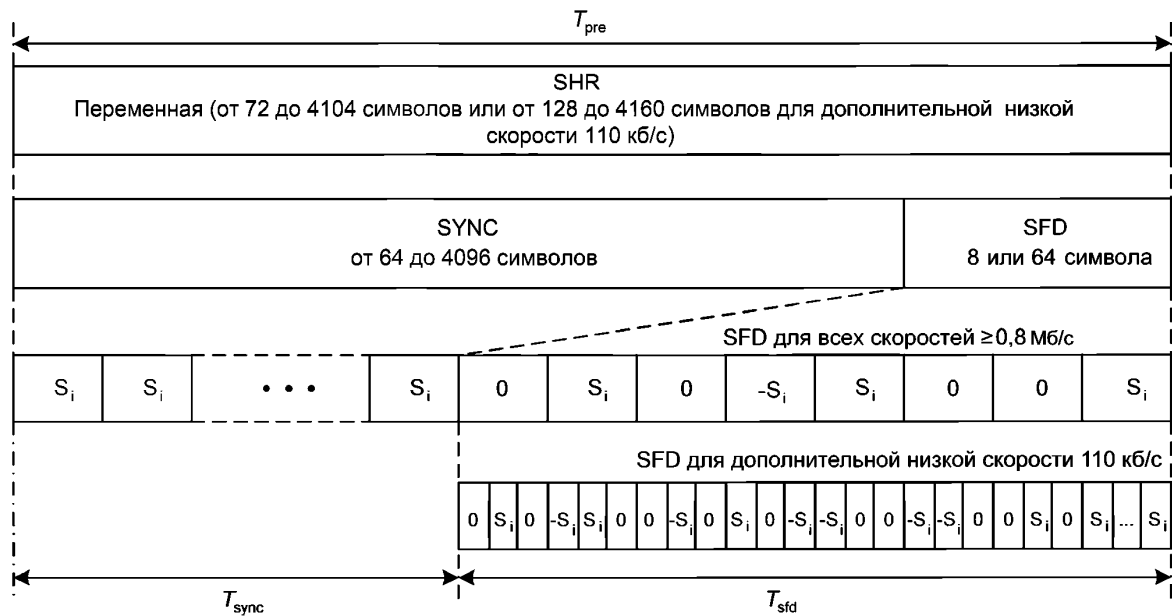 T_pre
SHR
Переменная (от 72 до 4104 символов или от 128 до 4160 символов для дополнительной низкой
скорости 110 кб/с)
SYNC
SFD
от 64 до 4096 символов
8 или 64 символа
SFD для всех скоростей ≥0,8 Мб/с
S_i S_i • • • S_i 0 S_i 0 -S_i S_i 0 0 S_i
SFD для дополнительной низкой скорости 110 кб/с
0 S_i 0 -S_i S_i 0 0 -S_i 0 S_i 0 -S_i -S_i 0 0 -S_i -S_i 0 0 S_i 0 S_i ... S_i
T_sync
T_sfd